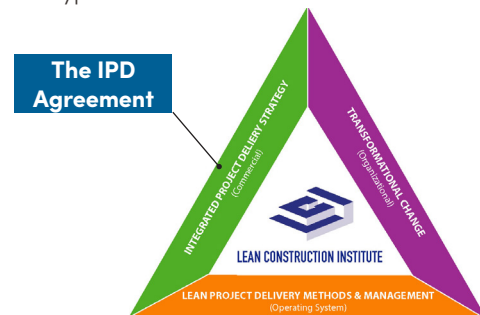 The IPD
Agreement
INTEGRATED PROJECT DELIERY STRATEGY
(Commercial)
TRANSFORMATIONAL CHANGE
(Organizational)
LEAN CONSTRUCTION INSTITUTE
LEAN PROJECT DELIVERY METHODS & MANAGEMENT
(Operating System)